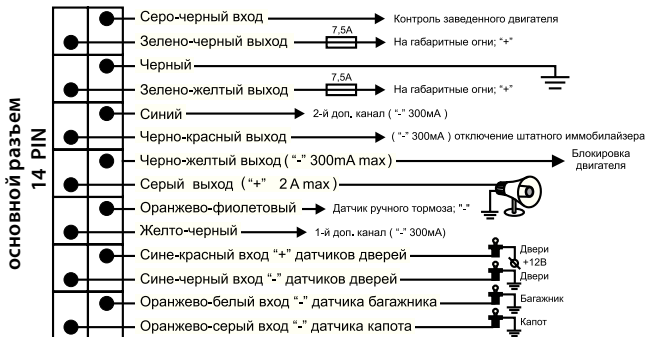 основной разъем
14 PIN
Серо-черный вход Контроль заведенного двигателя
Зелено-черный выход 7,5А На габаритные огни; "+"
Черный
Зелено-желтый выход 7,5А На габаритные огни; "+"
Синий 2-й доп. канал ( "-" 300мА )
Черно-красный выход ( "-" 300мА ) отключение штатного иммобилайзера
Черно-желтый выход ( "-" 300mA max ) Блокировка
двигателя
Серый выход ( "+" 2 A max )
Оранжево-фиолетовый Датчик ручного тормоза; "-"
Желто-черный 1-й доп. канал ( "-" 300мА)
Сине-красный вход "+" датчиков дверей Двери
+12В
Сине-черный вход "-" датчиков дверей Двери
Оранжево-белый вход "-" датчика багажника Багажник
Оранжево-серый вход "-" датчика капота Капот